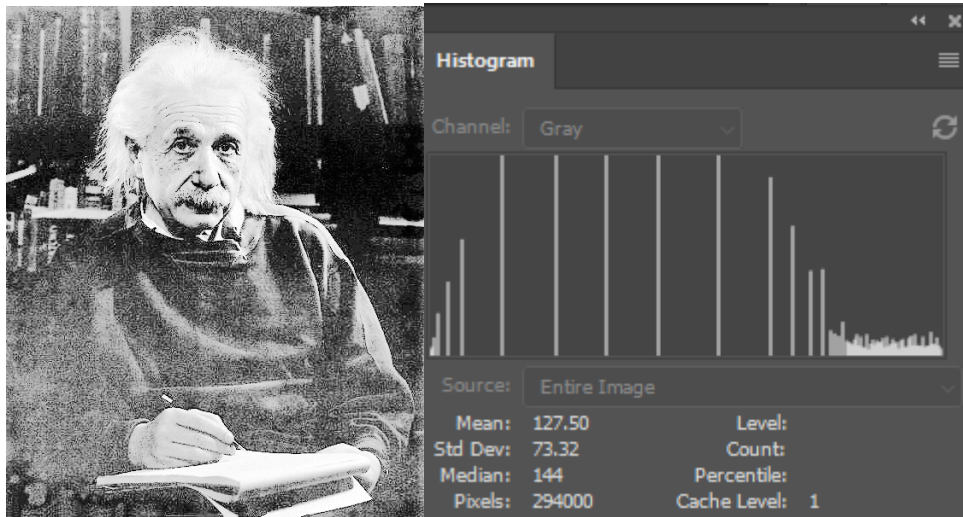 Histogram
Channel: Gray
Source: Entire Image
Mean: 127.50 Level:
Std Dev: 73.32 Count:
Median: 144 Percentile:
Pixels: 294000 Cache Level: 1